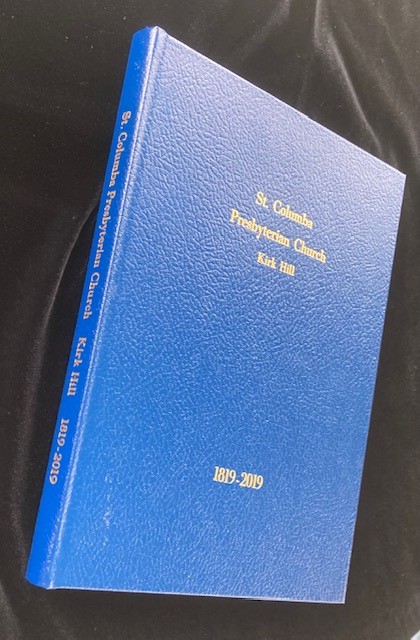 St. Columba
Presbyterian Church
Kirk Hill
1819-2019
St. Columba Presbyterian Church Kirk Hill 1819-2019